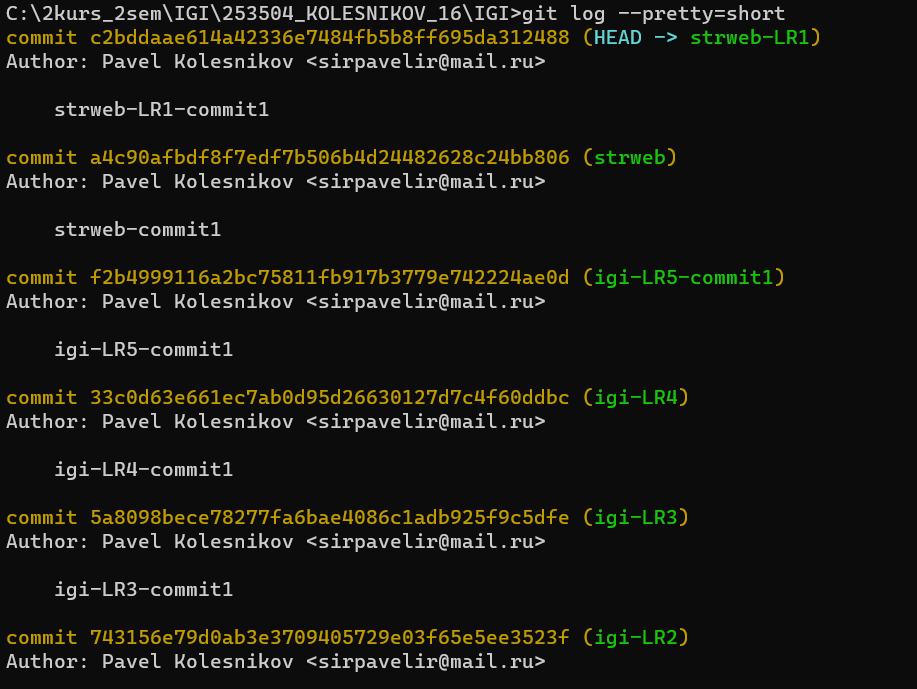 C:\2kurs_2sem\IGI\253504_KOLESNIKOV_16\IGI>git log --pretty=short
commit c2bddaae614a42336e7484fb5b8ff695da312488 (HEAD -> strweb-LR1)
Author: Pavel Kolesnikov <sirpavelir@mail.ru>
strweb-LR1-commit1
commit a4c90afbdf8f7edf7b506b4d24482628c24bb806 (strweb)
Author: Pavel Kolesnikov <sirpavelir@mail.ru>
strweb-commit1
commit f2b4999116a2bc75811fb917b3779e742224ae0d (igi-LR5-commit1)
Author: Pavel Kolesnikov <sirpavelir@mail.ru>
igi-LR5-commit1
commit 33c0d63e661ec7ab0d95d26630127d7c4f60ddbc (igi-LR4)
Author: Pavel Kolesnikov <sirpavelir@mail.ru>
igi-LR4-commit1
commit 5a8098bece78277fa6bae4086c1adb925f9c5dfe (igi-LR3)
Author: Pavel Kolesnikov <sirpavelir@mail.ru>
igi-LR3-commit1
commit 743156e79d0ab3e3709405729e03f65e5ee3523f (igi-LR2)
Author: Pavel Kolesnikov <sirpavelir@mail.ru>